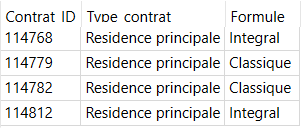 Contrat ID Type contrat Formule
114768 Residence principale Integral
114779 Residence principale Classique
114782 Residence principale Classique
114812 Residence principale Integral